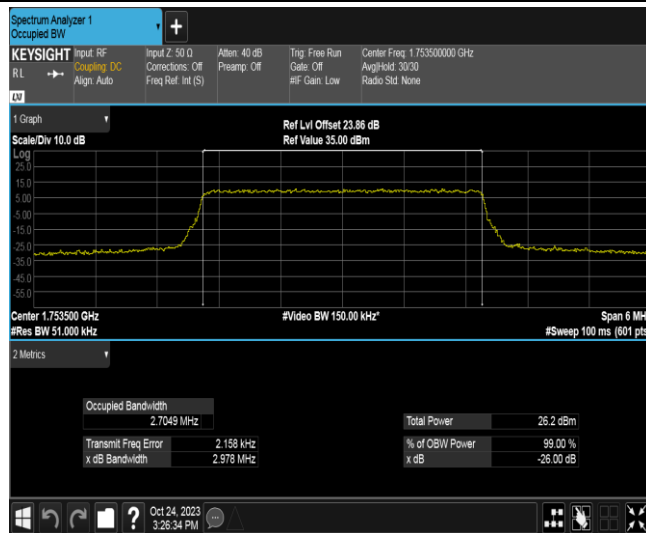 Spectrum Analyzer 1
Occupied BW
+
KEYSIGHT
RL
Input: RF
Coupling: DC
Align: Auto
Input Z: 50 Ω
Corrections: Off
Freq Ref: Int (S)
Atten: 40 dB
Preamp: Off
Trig: Free Run
Gate: Off
#IF Gain: Low
Center Freq: 1.753500000 GHz
Avg|Hold: 30/30
Radio Std: None
LXI
1 Graph
Scale/Div 10.0 dB
Ref Lvl Offset 23.86 dB
Ref Value 35.00 dBm
Log
25.0
15.0
5.00
-5.00
-15.0
-25.0
-35.0
-45.0
-55.0
Center 1.753500 GHz
#Res BW 51.000 kHz
#Video BW 150.00 kHz*
Span 6 MH
#Sweep 100 ms (601 pts
2 Metrics
Occupied Bandwidth
2.7049 MHz
Transmit Freq Error 2.158 kHz
x dB Bandwidth 2.978 MHz
Total Power 26.2 dBm
% of OBW Power 99.00 %
x dB -26.00 dB
?
Oct 24, 2023
3:26:34 PM